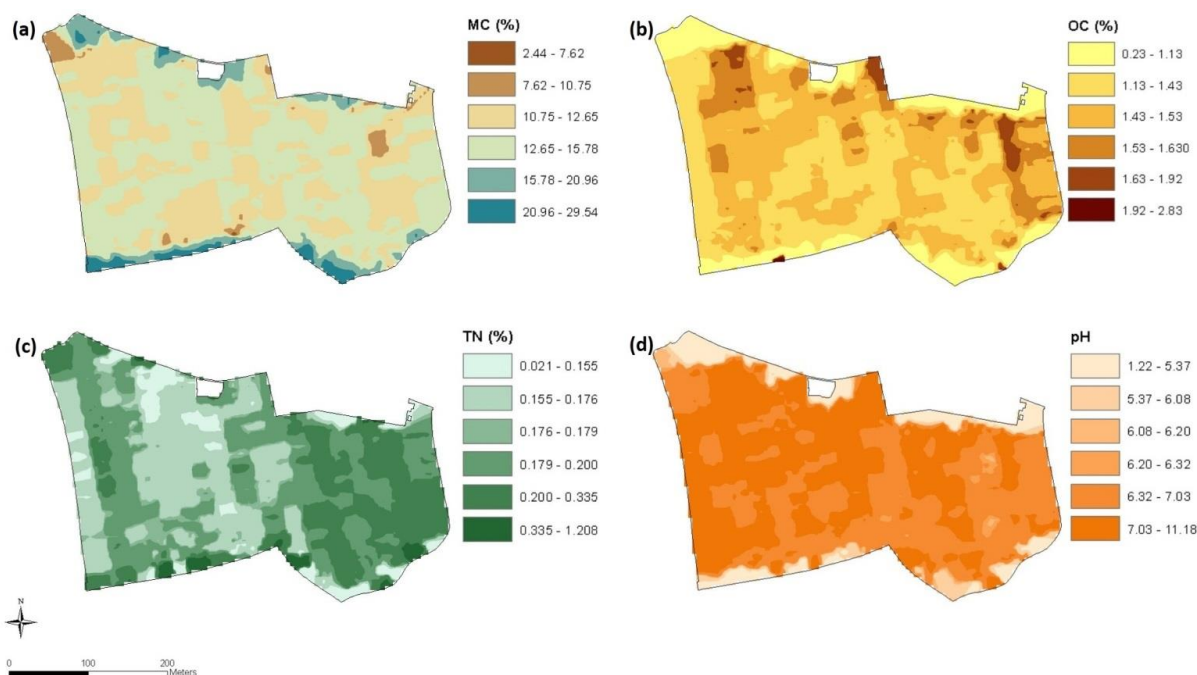 (a)
MC (%)
2.44 - 7.62
7.62 - 10.75
10.75 - 12.65
12.65 - 15.78
15.78 - 20.96
20.96 - 29.54
(b)
OC (%)
0.23 - 1.13
1.13 - 1.43
1.43 - 1.53
1.53 - 1.630
1.63 - 1.92
1.92 - 2.83
(c)
TN (%)
0.021 - 0.155
0.155 - 0.176
0.176 - 0.179
0.179 - 0.200
0.200 - 0.335
0.335 - 1.208
(d)
pH
1.22 - 5.37
5.37 - 6.08
6.08 - 6.20
6.20 - 6.32
6.32 - 7.03
7.03 - 11.18
N
0 100 200
Meters